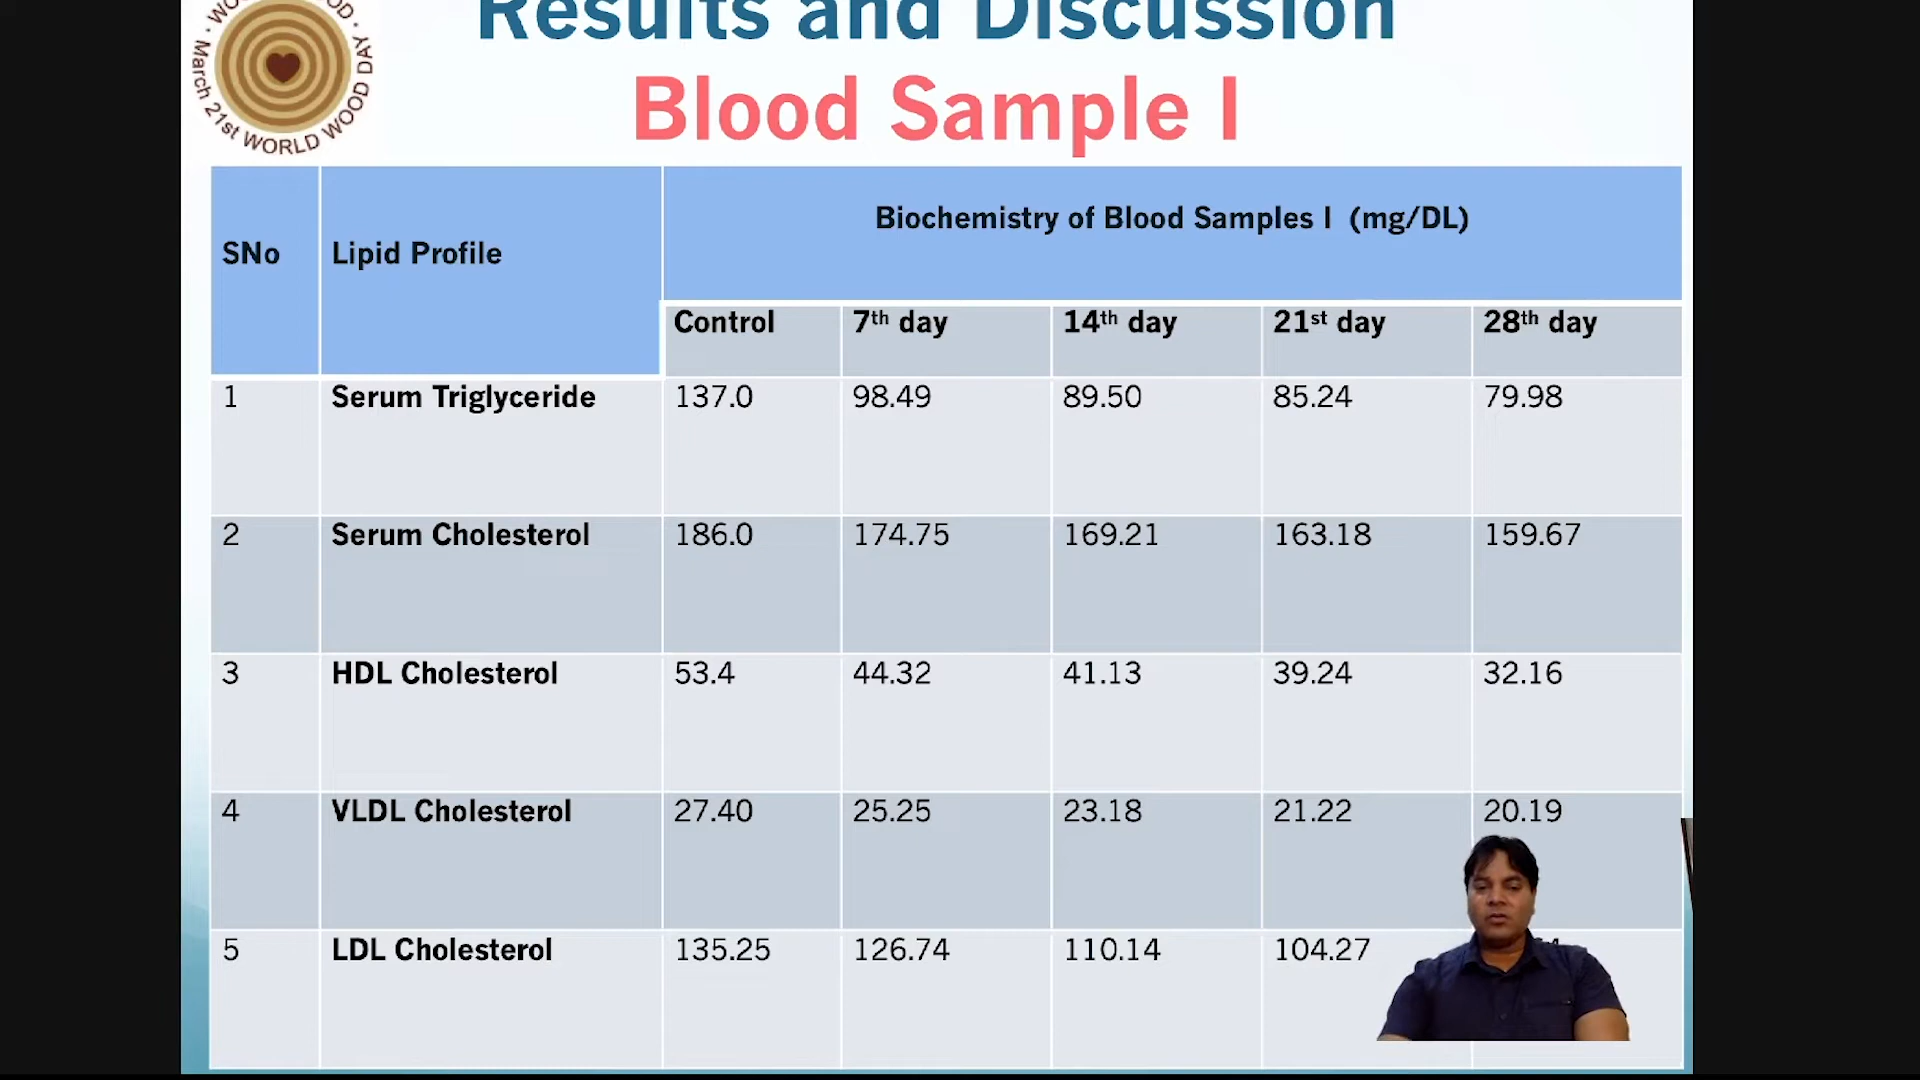 March 21st WORLD WOOD DAY
Results and Discussion
Blood Sample I
SNo Lipid Profile Biochemistry of Blood Samples I (mg/DL)
Control 7th day 14th day 21st day 28th day
1 Serum Triglyceride 137.0 98.49 89.50 85.24 79.98
2 Serum Cholesterol 186.0 174.75 169.21 163.18 159.67
3 HDL Cholesterol 53.4 44.32 41.13 39.24 32.16
4 VLDL Cholesterol 27.40 25.25 23.18 21.22 20.19
5 LDL Cholesterol 135.25 126.74 110.14 104.27